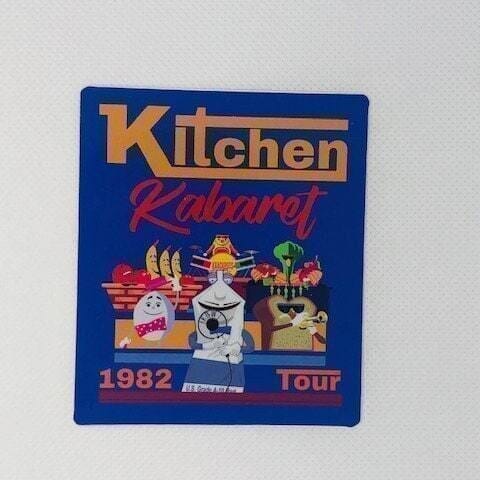 Kitchen
Kabaret
1982 Tour